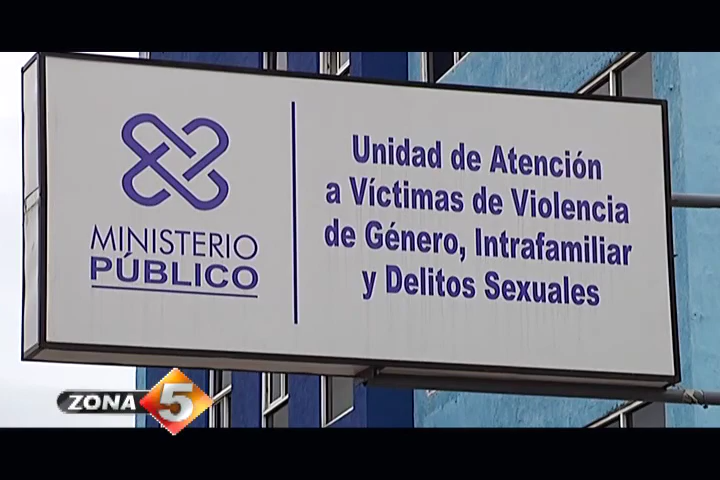 MINISTERIO
PÚBLICO
Unidad de Atención
a Víctimas de Violencia
de Género, Intrafamiliar
y Delitos Sexuales
ZONA 5